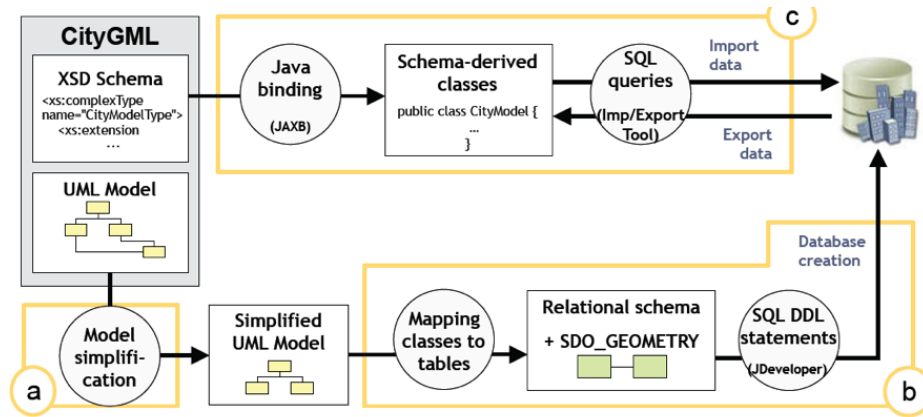 CityGML
XSD Schema
<xs:complexType
name="CityModelType">
<xs:extension
...
UML Model
Java
binding
(JAXB)
Schema-derived
classes
public class CityModel {
...
}
SQL
queries
(Imp/Export
Tool)
Import
data
Export
data
c
Model
simplifi-
cation
a
Simplified
UML Model
Mapping
classes to
tables
Relational schema
+ SDO_GEOMETRY
SQL DDL
statements
(JDeveloper)
Database
creation
b